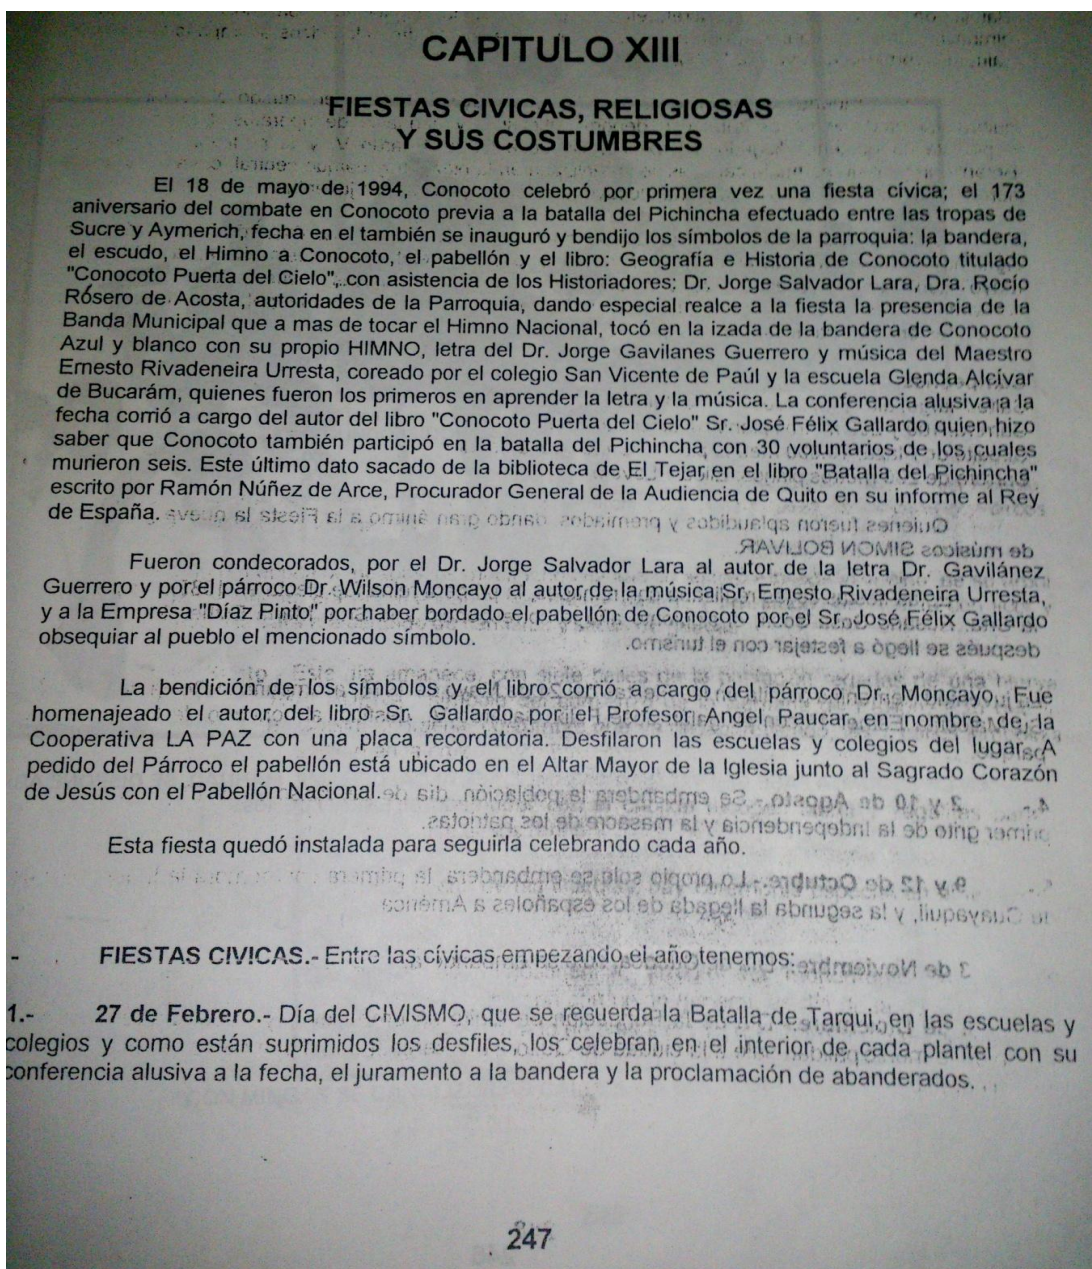 CAPITULO XIII
FIESTAS CIVICAS, RELIGIOSAS
Y SUS COSTUMBRES
El 18 de mayo de 1994, Conocoto celebró por primera vez una fiesta cívica; el 173
aniversario del combate en Conocoto previa a la batalla del Pichincha efectuado entre las tropas de
Sucre y Aymerich, fecha en el también se inauguró y bendijo los símbolos de la parroquia: la bandera,
el escudo, el Himno a Conocoto, el pabellón y el libro: Geografía e Historia de Conocoto titulado
"Conocoto Puerta del Cielo", con asistencia de los Historiadores: Dr. Jorge Salvador Lara, Dra. Rocío
Rósero de Acosta, autoridades de la Parroquia, dando especial realce a la fiesta la presencia de la
Banda Municipal que a mas de tocar el Himno Nacional, tocó en la izada de la bandera de Conocoto
Azul y blanco con su propio HIMNO, letra del Dr. Jorge Gavilanes Guerrero y música del Maestro
Ernesto Rivadeneira Urresta, coreado por el colegio San Vicente de Paúl y la escuela Glenda Alcívar
de Bucarám, quienes fueron los primeros en aprender la letra y la música. La conferencia alusiva a la
fecha corrió a cargo del autor del libro "Conocoto Puerta del Cielo" Sr. José Félix Gallardo quien hizo
saber que Conocoto también participó en la batalla del Pichincha con 30 voluntarios de los cuales
murieron seis. Este último dato sacado de la biblioteca de El Tejar en el libro "Batalla del Pichincha"
escrito por Ramón Núñez de Arce, Procurador General de la Audiencia de Quito en su informe al Rey
de España.
Fueron condecorados, por el Dr. Jorge Salvador Lara al autor de la letra Dr. Gavilánez
Guerrero y por el párroco Dr. Wilson Moncayo al autor de la música Sr. Ernesto Rivadeneira Urresta,
y a la Empresa "Díaz Pinto" por haber bordado el pabellón de Conocoto por el Sr. José Félix Gallardo
obsequiar al pueblo el mencionado símbolo.
La bendición de los símbolos y el libro corrió a cargo del párroco Dr. Moncayo. Fue
homenajeado el autor del libro Sr. Gallardo por el Profesor Angel Paucar en nombre de la
Cooperativa LA PAZ con una placa recordatoria. Desfilaron las escuelas y colegios del lugar. A
pedido del Párroco el pabellón está ubicado en el Altar Mayor de la Iglesia junto al Sagrado Corazón
de Jesús con el Pabellón Nacional.
Esta fiesta quedó instalada para seguirla celebrando cada año.
- FIESTAS CIVICAS.- Entre las cívicas empezando el año tenemos:
1.- 27 de Febrero.- Día del CIVISMO, que se recuerda la Batalla de Tarqui, en las escuelas y
colegios y como están suprimidos los desfiles, los celebran en el interior de cada plantel con su
conferencia alusiva a la fecha, el juramento a la bandera y la proclamación de abanderados.
247